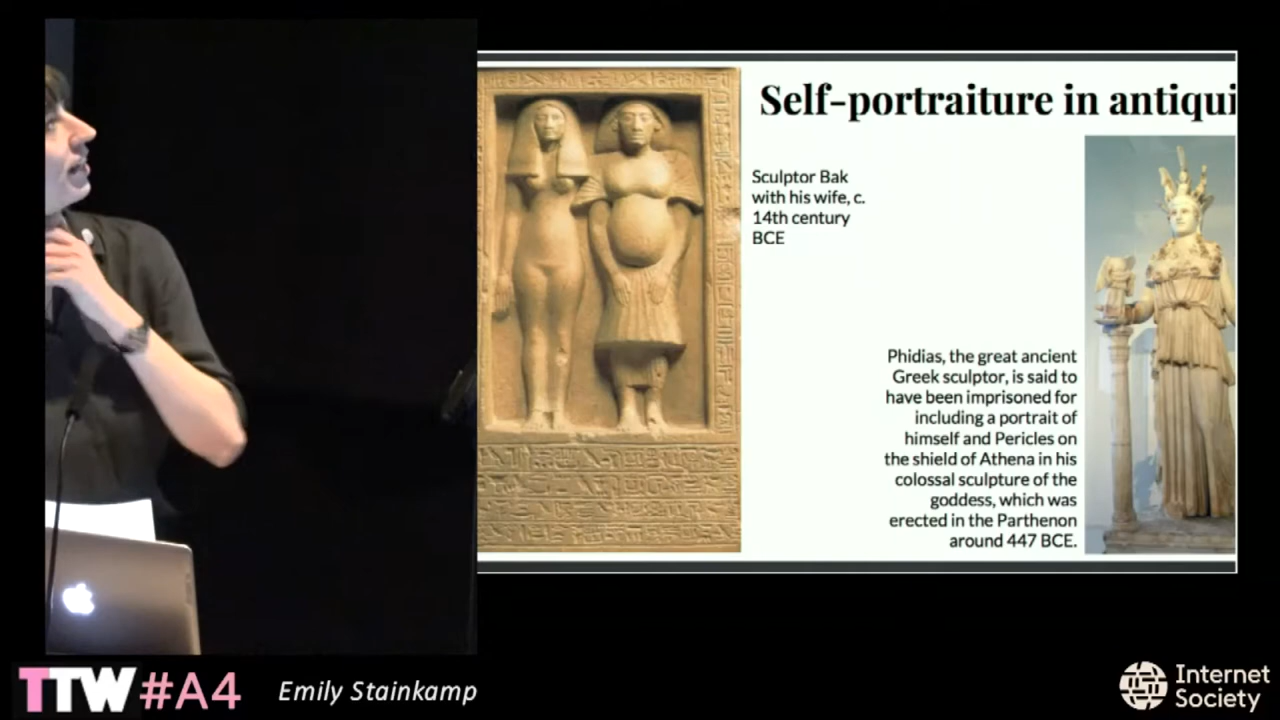 Self-portraiture in antiqui
Sculptor Bak
with his wife, c.
14th century
BCE
Phidias, the great ancient
Greek sculptor, is said to
have been imprisoned for
including a portrait of
himself and Pericles on
the shield of Athena in his
colossal sculpture of the
goddess, which was
erected in the Parthenon
around 447 BCE.
TTW #A4
Emily Stainkamp
Internet
Society